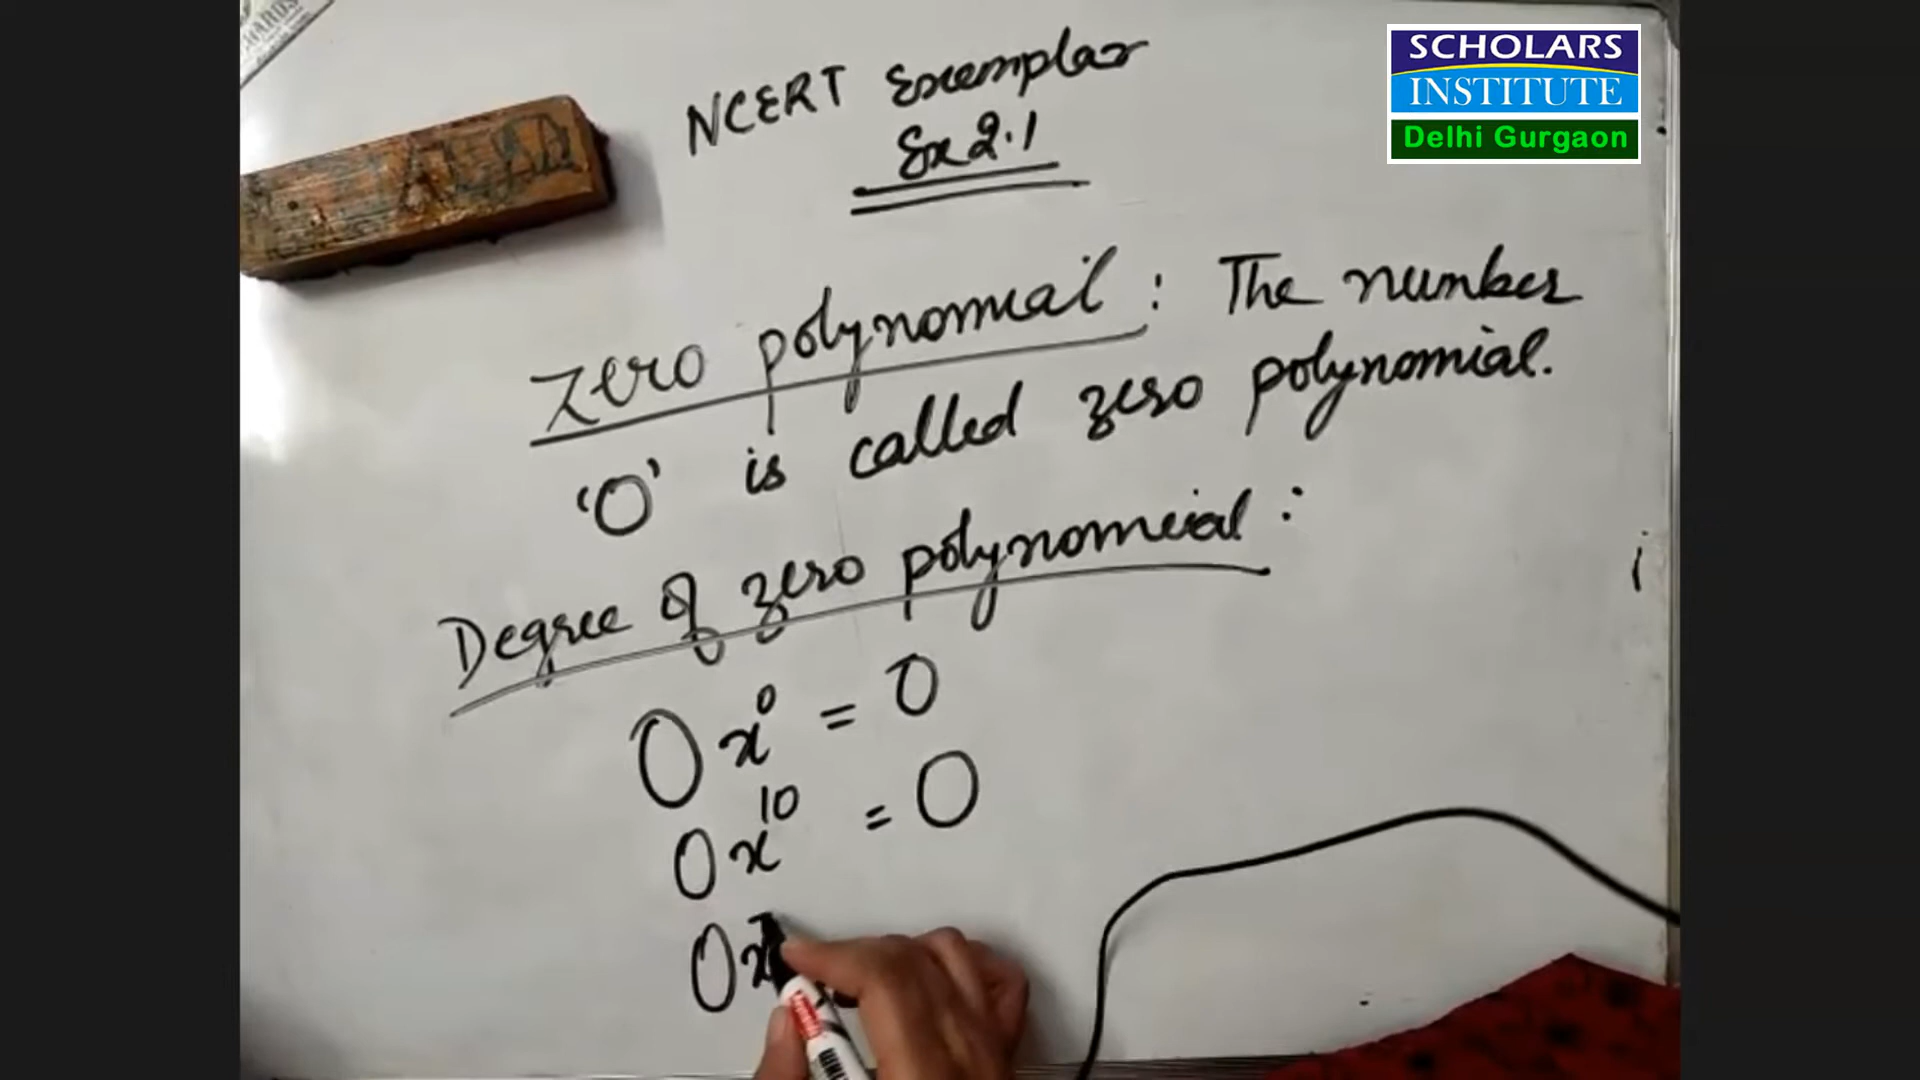 NCERT Exemplar
Ex 2.1
SCHOLARS
INSTITUTE
Delhi Gurgaon
Zero polynomial : The number
'0' is called zero polynomial.
Degree of zero polynomial :
0x⁰ = 0
0x¹⁰ = 0
0x